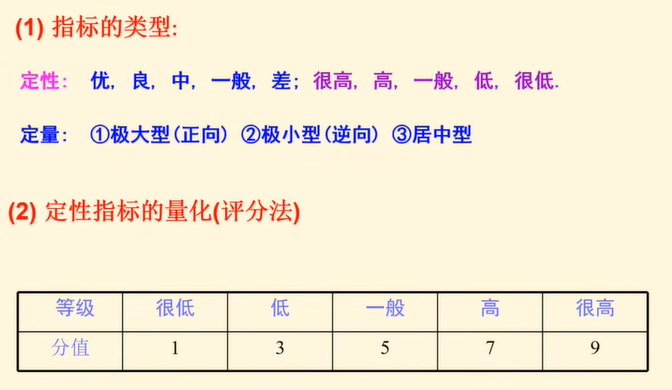 (1) 指标的类型:
定性: 优, 良, 中, 一般, 差; 很高, 高, 一般, 低, 很低.
定量: ①极大型(正向) ②极小型(逆向) ③居中型
(2) 定性指标的量化(评分法)
等级 很低 低 一般 高 很高
分值 1 3 5 7 9